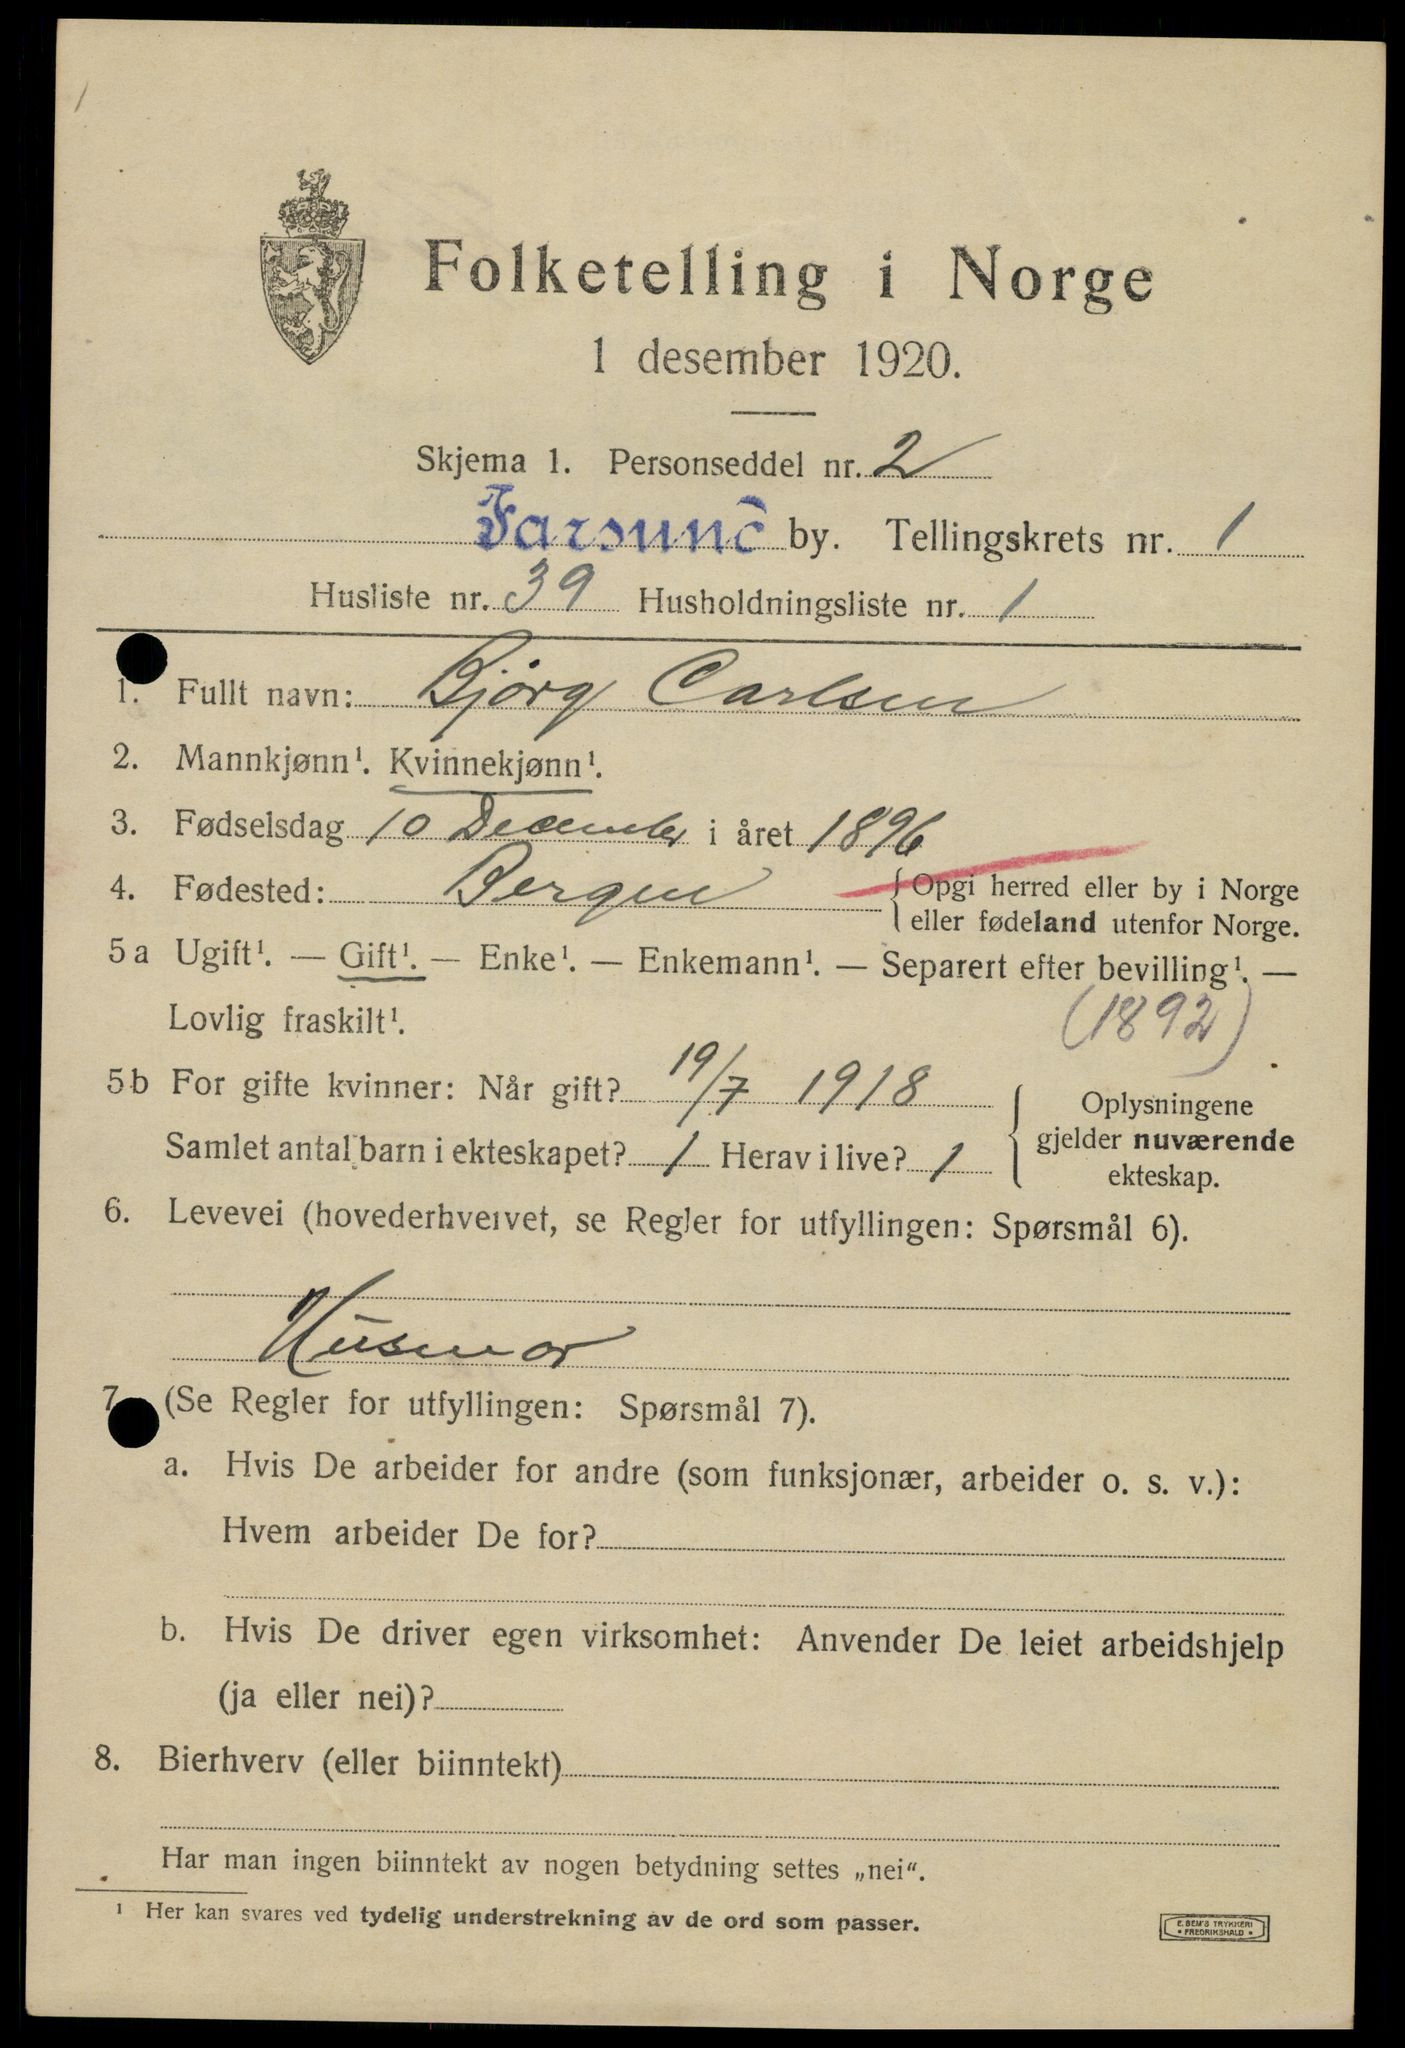 1
Folketelling i Norge
1 desember 1920.
Skjema 1. Personseddel nr. 2
Farsund by. Tellingskrets nr. 1
Husliste nr. 39 Husholdningsliste nr. 1
1. Fullt navn: Bjørg Carlsen
2. Mannkjønn¹. Kvinnekjønn¹.
3. Fødselsdag 10 December i året 1896
4. Fødested: Bergen { Opgi herred eller by i Norge
eller fødeland utenfor Norge.
5a Ugift¹. — Gift¹. — Enke¹. — Enkemann¹. — Separert efter bevilling¹. —
Lovlig fraskilt¹. (1892)
5b For gifte kvinner: Når gift? 19/7 1918
Samlet antal barn i ekteskapet? 1 Herav i live? 1
{ Oplysningene
gjelder nuværende
ekteskap.
6. Levevei (hovederhvervet, se Regler for utfyllingen: Spørsmål 6).
Husmor
7. (Se Regler for utfyllingen: Spørsmål 7).
a. Hvis De arbeider for andre (som funksjonær, arbeider o. s. v.):
Hvem arbeider De for?
b. Hvis De driver egen virksomhet: Anvender De leiet arbeidshjelp
(ja eller nei)?
8. Bierhverv (eller biinntekt)
Har man ingen biinntekt av nogen betydning settes „nei“.
¹ Her kan svares ved tydelig understrekning av de ord som passer.
E. SEM'S TRYKKERI
• FREDRIKSHALD •